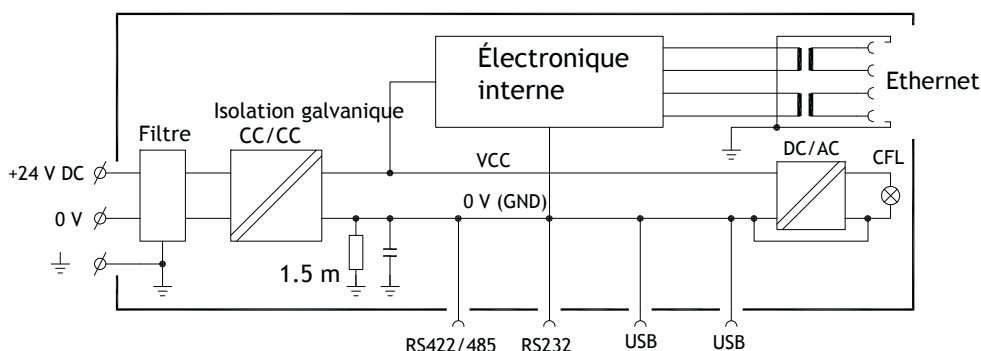 Électronique
interne
Ethernet
Isolation galvanique
CC/CC
Filtre
DC/AC
CFL
+24 V DC
VCC
0 V
0 V (GND)
1.5 m
RS422/485
RS232
USB
USB